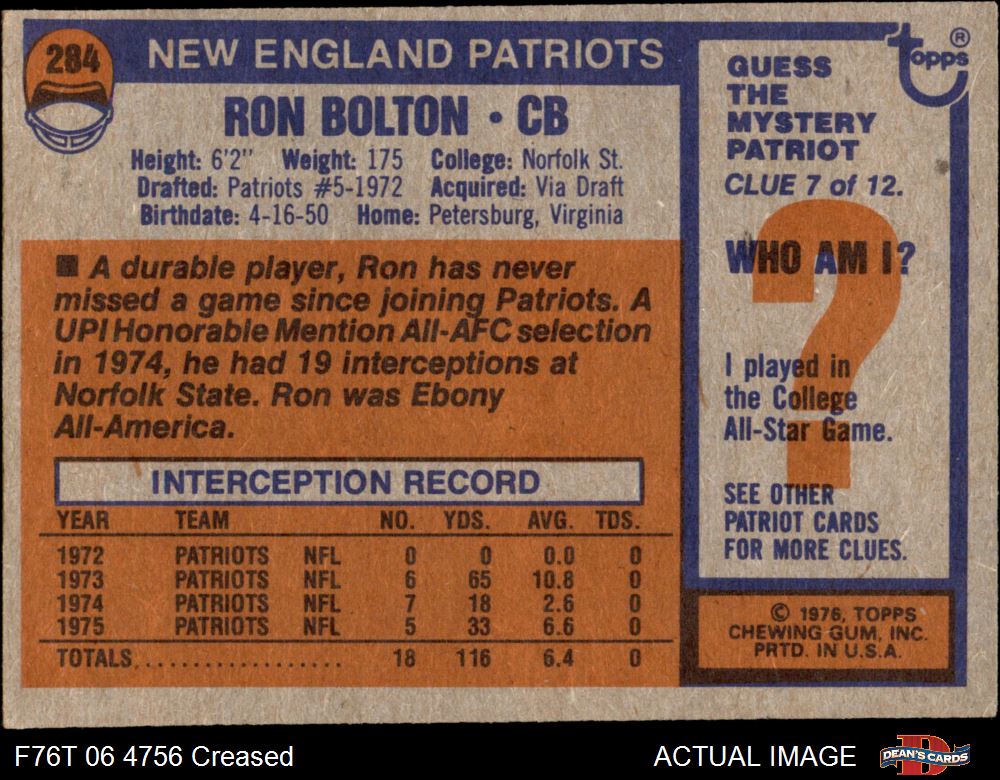 284
NEW ENGLAND PATRIOTS
RON BOLTON • CB
Height: 6'2" Weight: 175 College: Norfolk St.
Drafted: Patriots #5-1972 Acquired: Via Draft
Birthdate: 4-16-50 Home: Petersburg, Virginia
■ A durable player, Ron has never
missed a game since joining Patriots. A
UPI Honorable Mention All-AFC selection
in 1974, he had 19 interceptions at
Norfolk State. Ron was Ebony
All-America.
INTERCEPTION RECORD
YEAR TEAM NO. YDS. AVG. TDS.
1972 PATRIOTS NFL 0 0 0.0 0
1973 PATRIOTS NFL 6 65 10.8 0
1974 PATRIOTS NFL 7 18 2.6 0
1975 PATRIOTS NFL 5 33 6.6 0
TOTALS.................. 18 116 6.4 0
topps ®
GUESS
THE
MYSTERY
PATRIOT
CLUE 7 of 12.
?
WHO AM I?
I played in
the College
All-Star Game.
SEE OTHER
PATRIOT CARDS
FOR MORE CLUES.
© 1976, TOPPS
CHEWING GUM, INC.
PRTD. IN U.S.A.
F76T 06 4756 Creased
ACTUAL IMAGE
D
DEAN'S CARDS